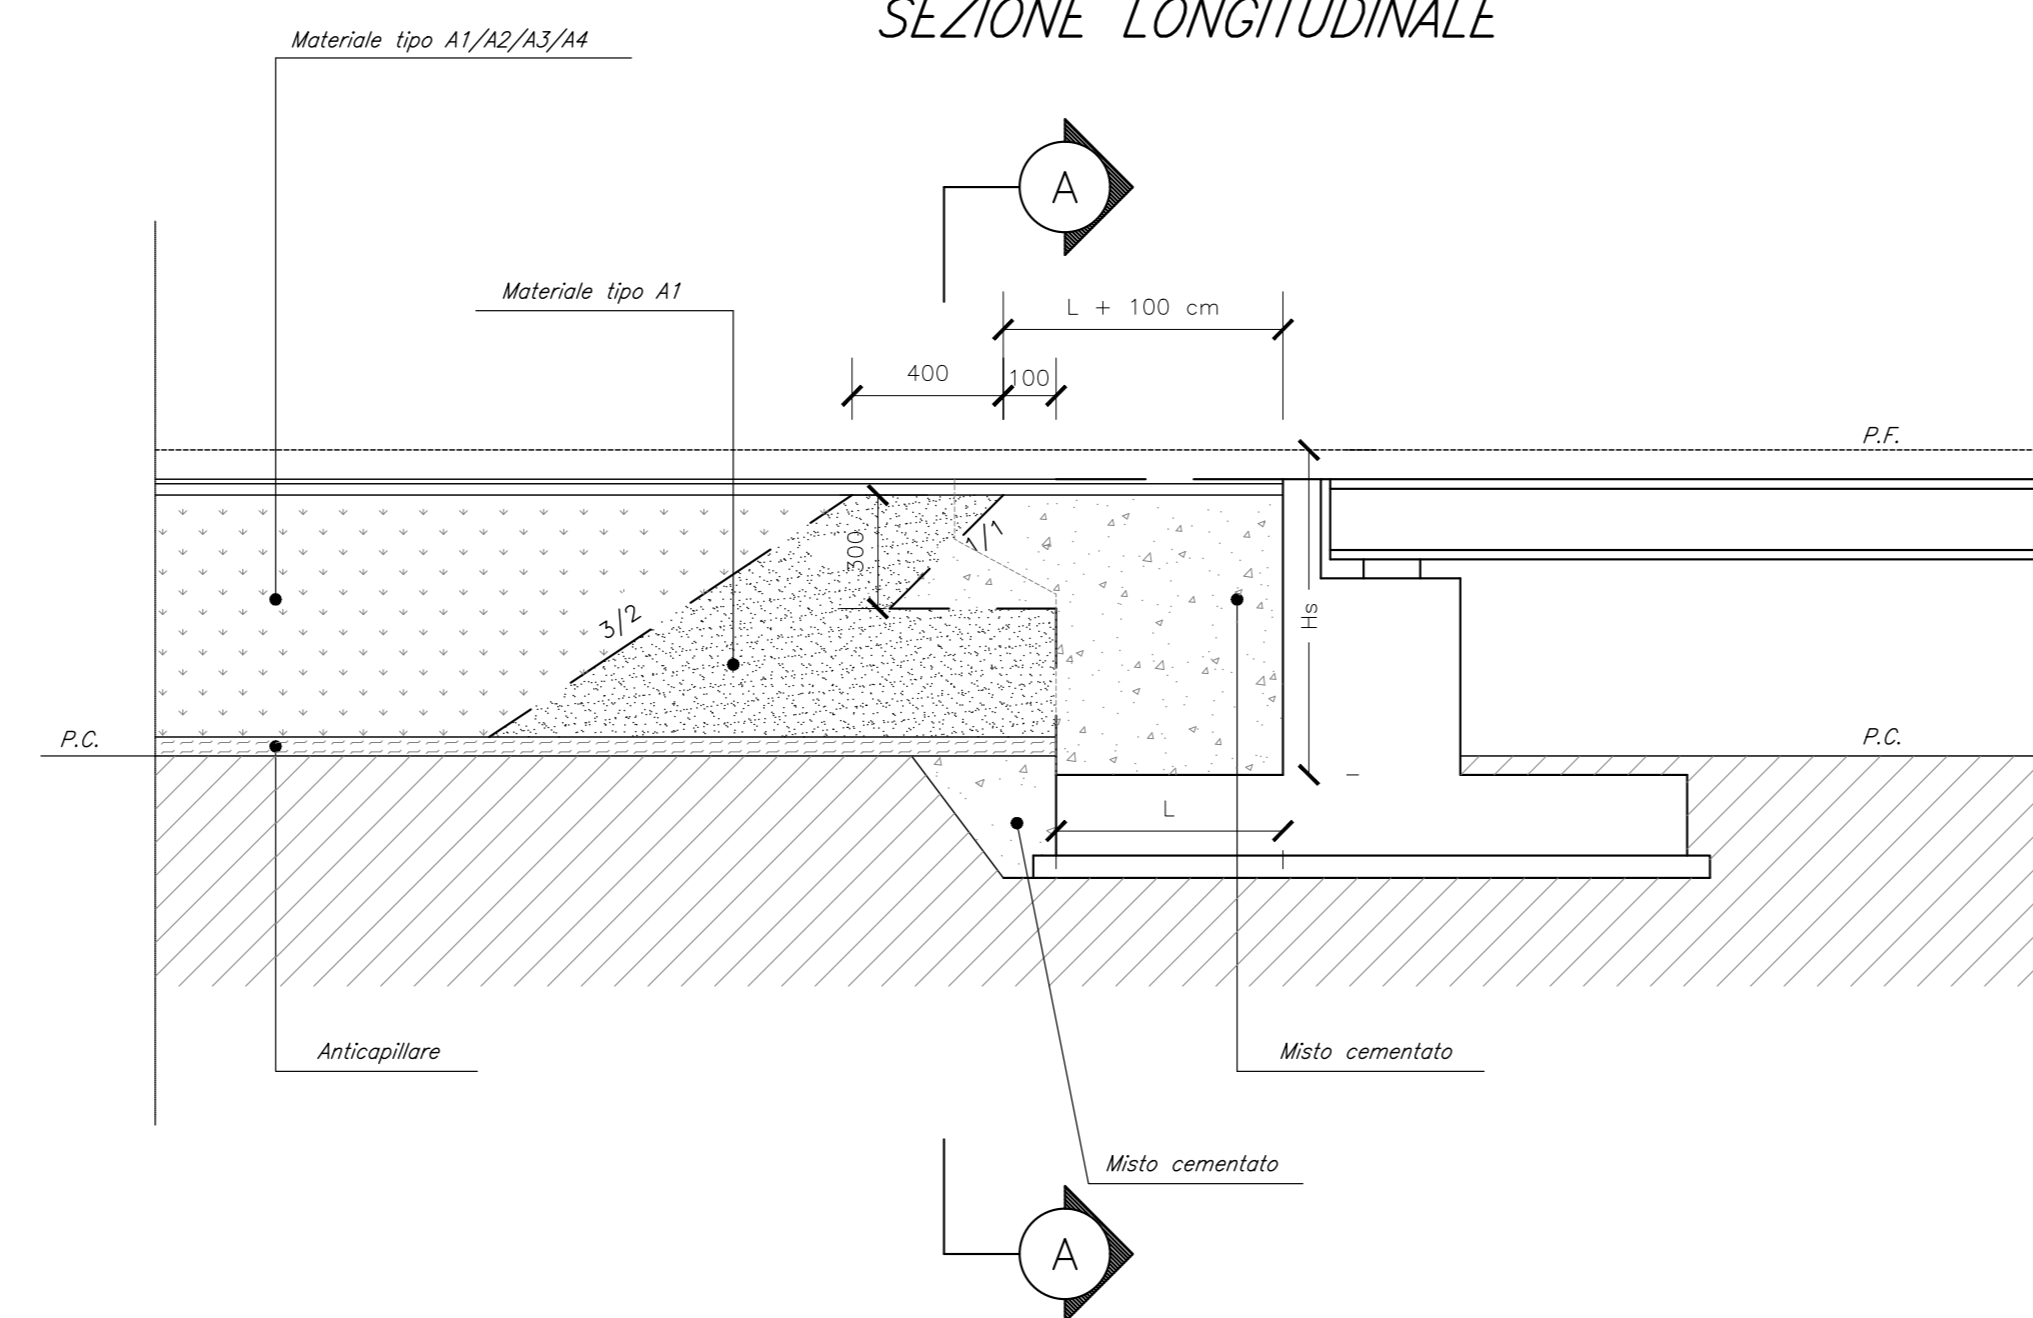 SEZIONE LONGITUDINALE
Materiale tipo A1/A2/A3/A4
A
Materiale tipo A1
L + 100 cm
400
100
P.F.
1/1
300
3/2
Hs
P.C.
P.C.
L
Anticapillare
Misto cementato
Misto cementato
A